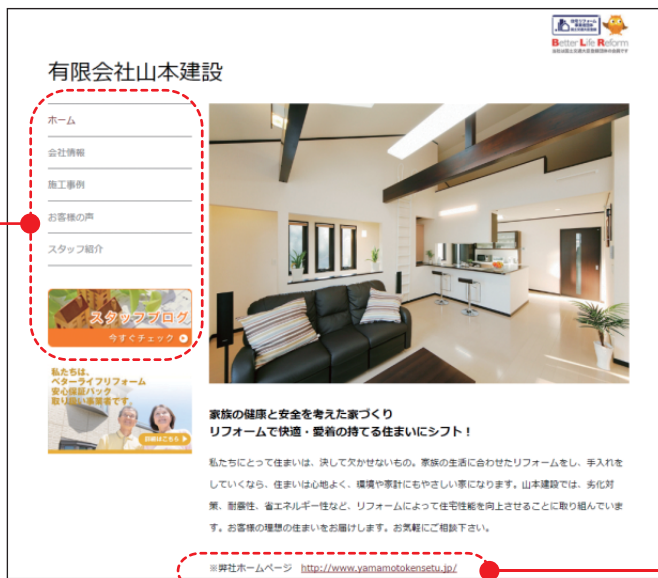 Better Life Reform
有限会社山本建設
ホーム
会社情報
施工事例
お客様の声
スタッフ紹介
スタッフブログ
今すぐチェック
私たちは、
ベターライフリフォーム
安心保証パック
取り扱い事業者です
詳細はこちら
家族の健康と安全を考えた家づくり
リフォームで快適・愛着の持てる住まいにシフト！
私たちにとって住まいは、決して欠かせないもの。家族の生活に合わせたリフォームをし、手入れを
していくなら、住まいは心地よく、環境や家計にもやさしい家になります。山本建設では、劣化対
策、耐震性、省エネルギー性など、リフォームによって住宅性能を向上させることに取り組んでいま
す。お客様の理想の住まいをお届けします。お気軽にご相談下さい。
※弊社ホームページ http://www.yamamotokensetu.jp/